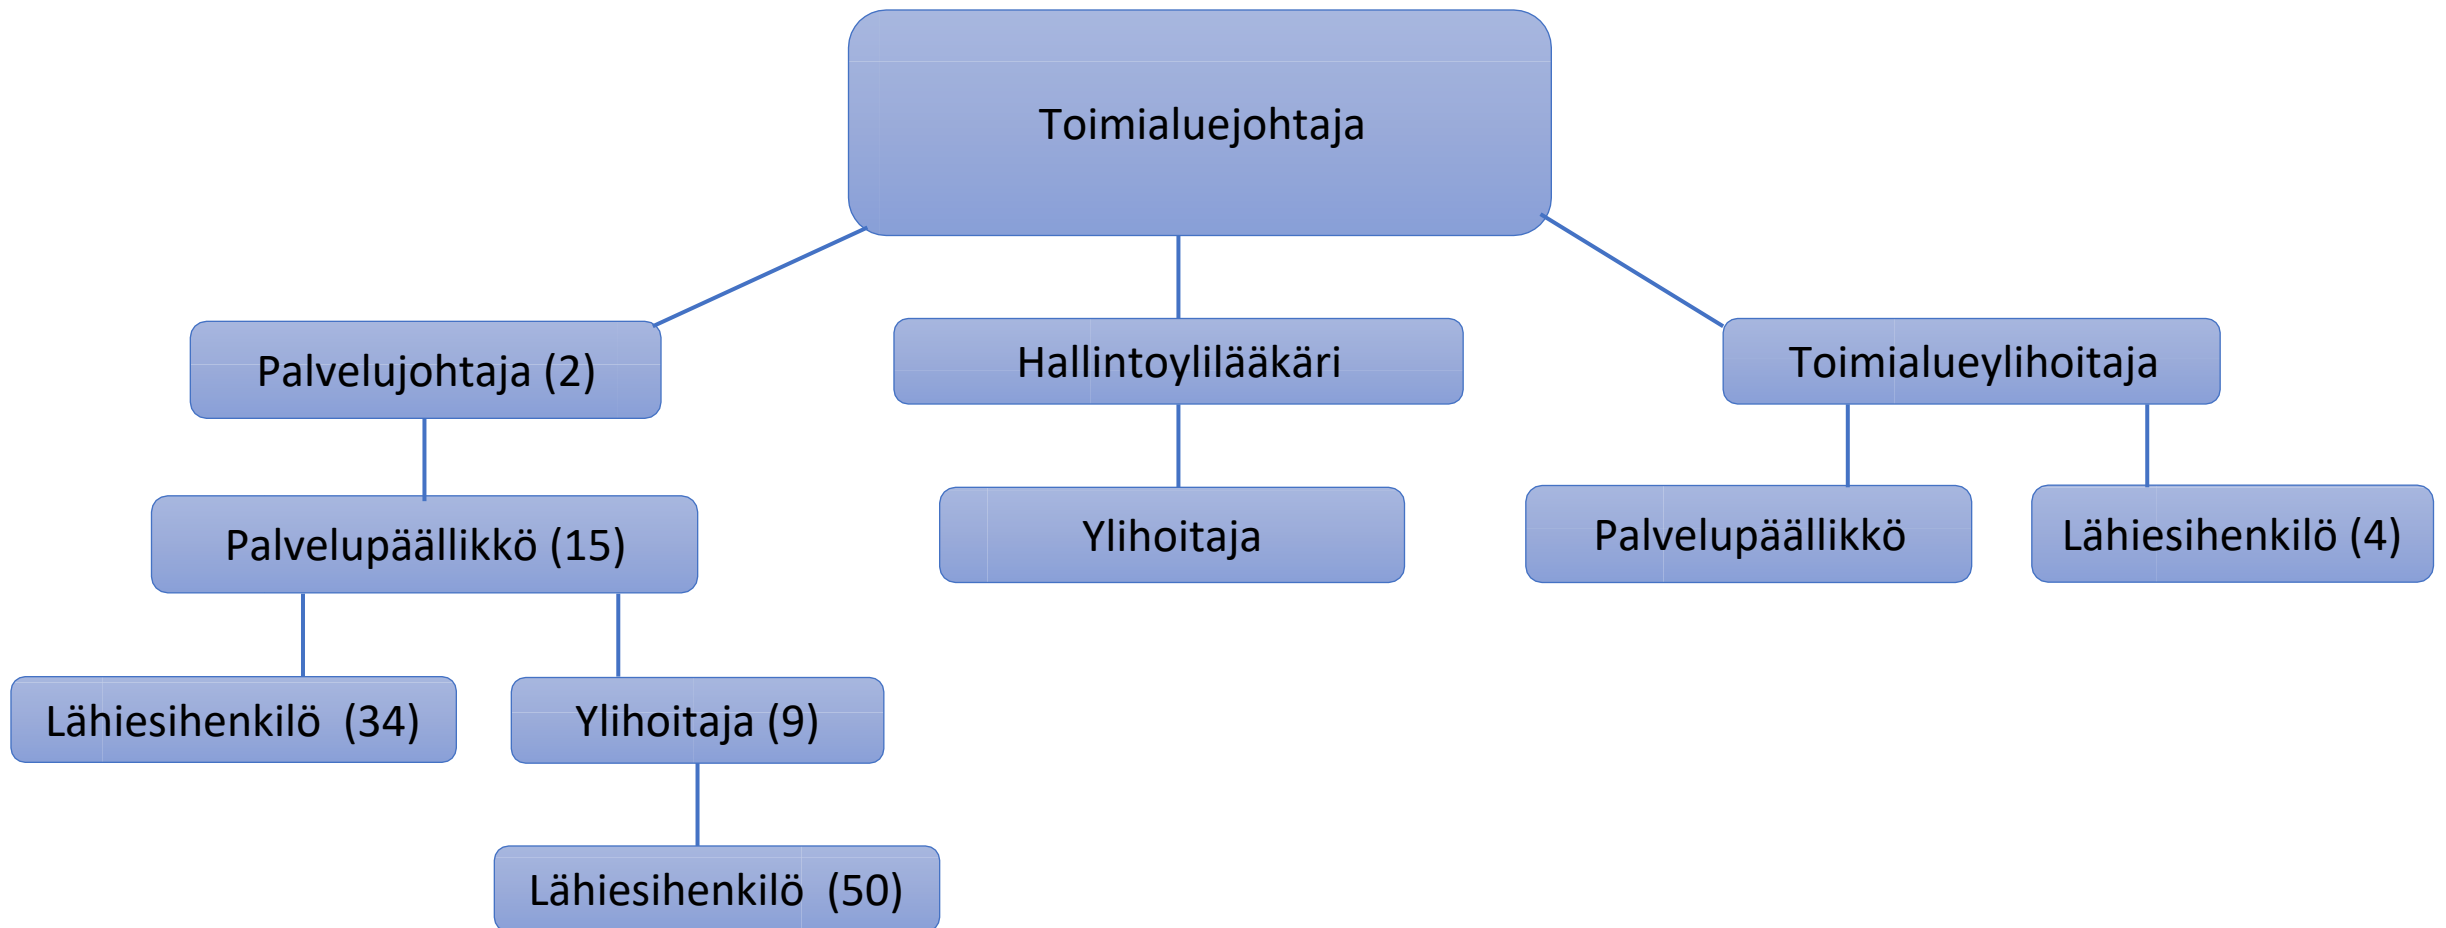 Toimialuejohtaja
Palvelujohtaja (2)
Hallintoylilääkäri
Toimialueylihoitaja
Palvelupäällikkö (15)
Ylihoitaja
Palvelupäällikkö
Lähiesihenkilö (4)
Lähiesihenkilö (34)
Ylihoitaja (9)
Lähiesihenkilö (50)